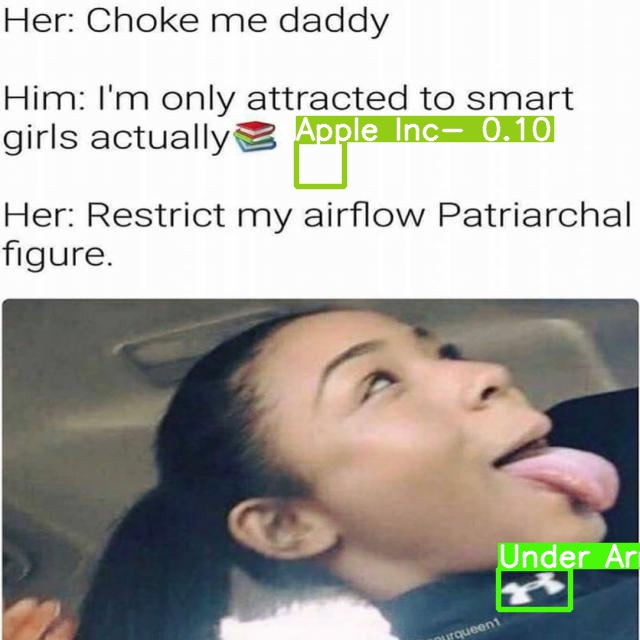 Her: Choke me daddy
Him: I'm only attracted to smart
girls actually📚
Apple Inc— 0.10
Her: Restrict my airflow Patriarchal
figure.
Under